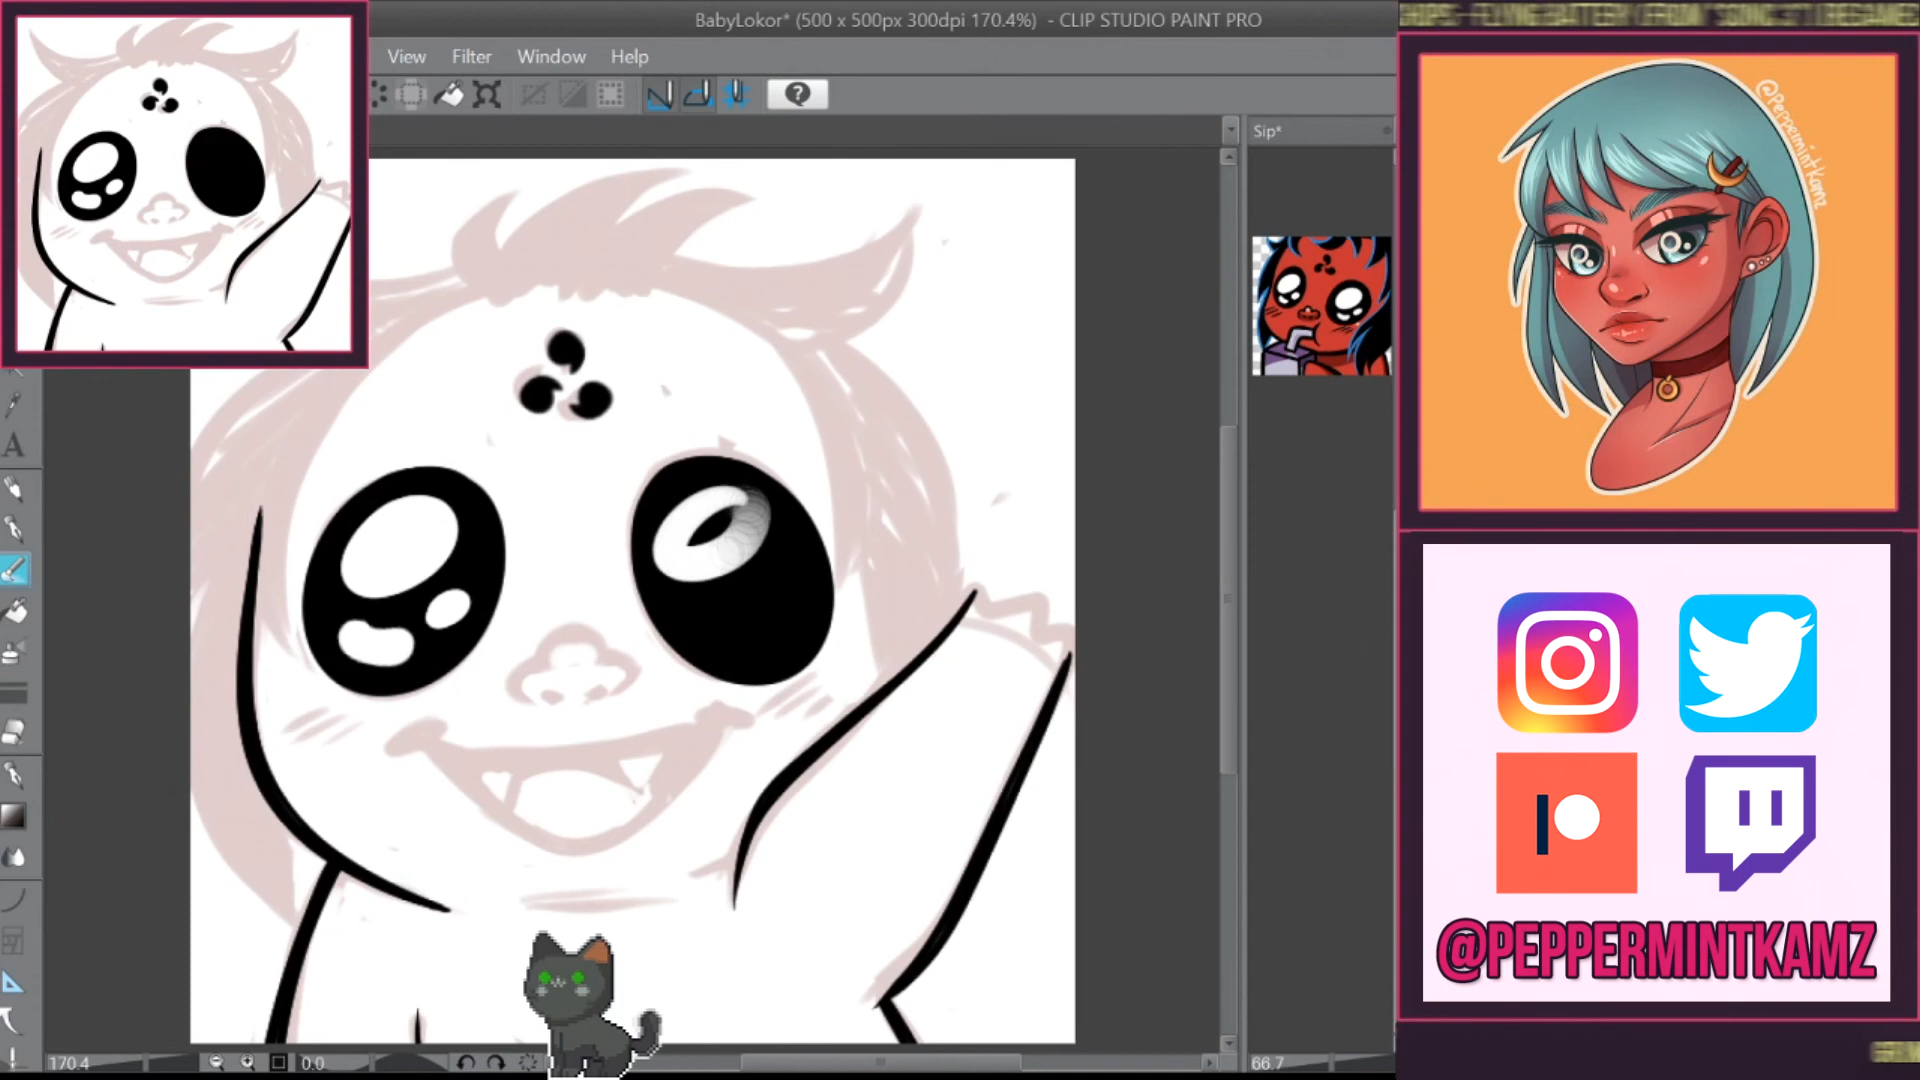 BabyLokor* (500 x 500px 300dpi 170.4%) - CLIP STUDIO PAINT PRO
View Filter Window Help
Sip*
@PeppermintKamz
A
170.4
0.0
66.7
@PEPPERMINTKAMZ